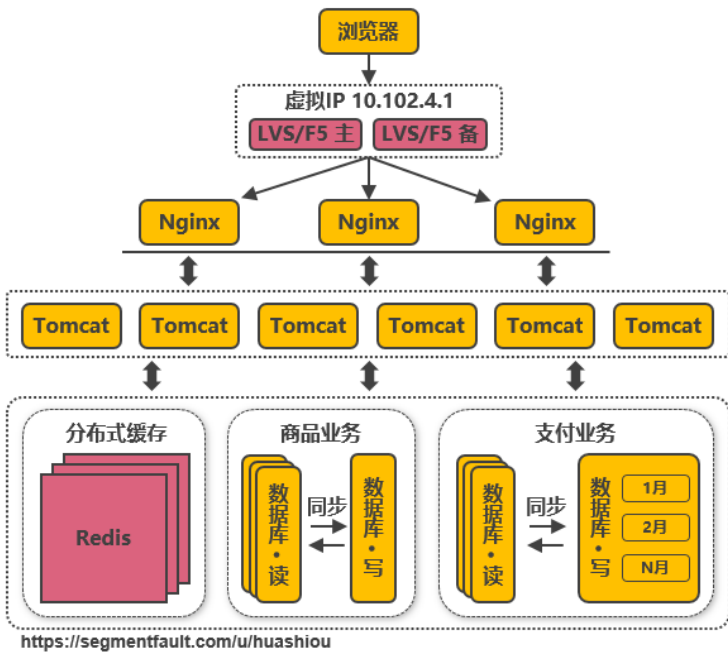 浏览器
虚拟IP 10.102.4.1
LVS/F5 主
LVS/F5 备
Nginx
Nginx
Nginx
Tomcat
Tomcat
Tomcat
Tomcat
Tomcat
Tomcat
分布式缓存
Redis
商品业务
数据库·读
同步
数据库·写
支付业务
数据库·读
同步
数据库·写
1月
2月
N月
https://segmentfault.com/u/huashiou